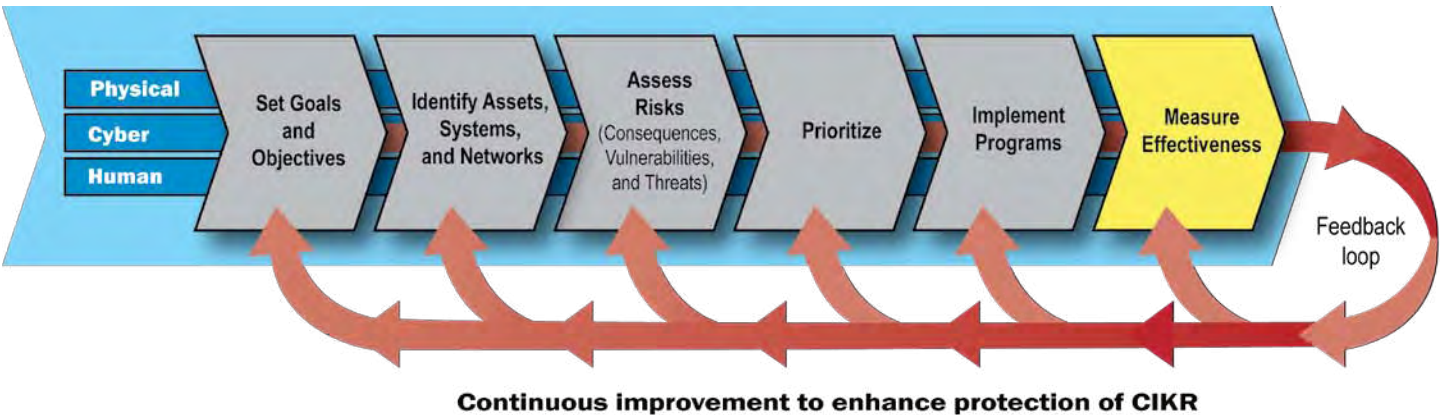 Physical
Cyber
Human
Set Goals
and
Objectives
Identify Assets,
Systems,
and Networks
Assess
Risks
(Consequences,
Vulnerabilities,
and Threats)
Prioritize
Implement
Programs
Measure
Effectiveness
Feedback
loop
Continuous improvement to enhance protection of CIKR